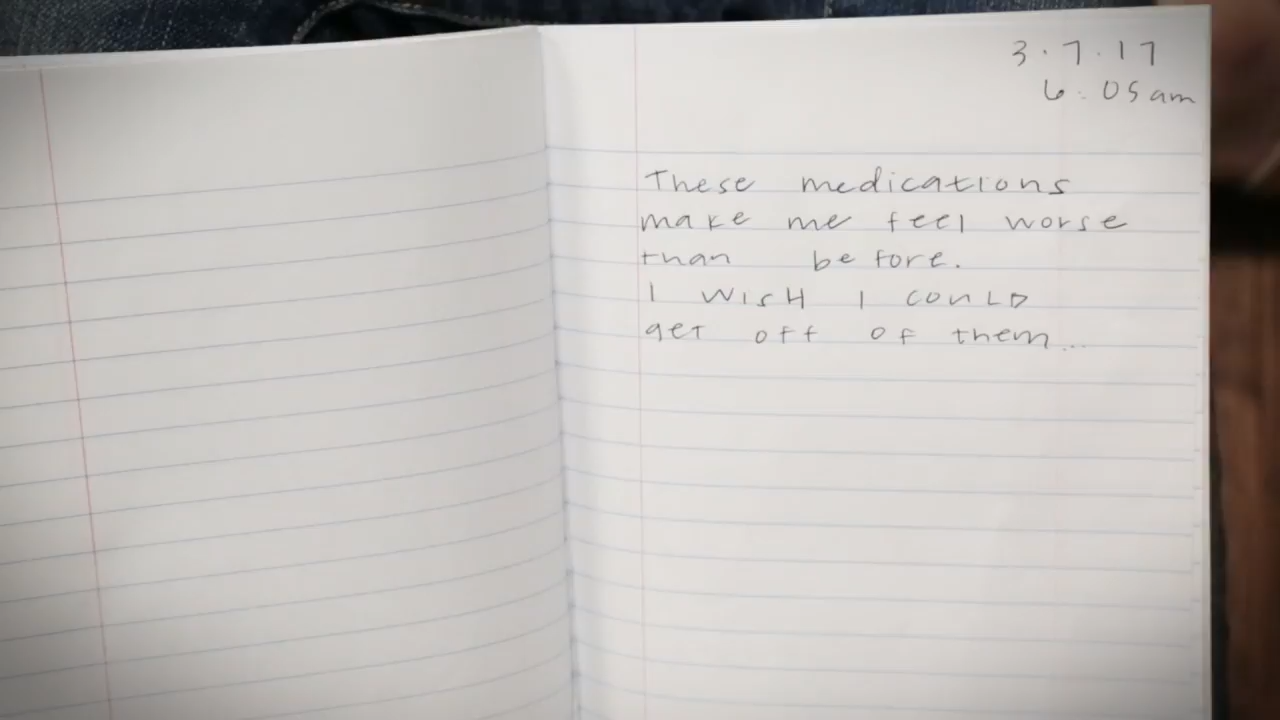 3.7.17
6:05am
These medications
make me feel worse
than before.
I WISH I COULD
get off of them...